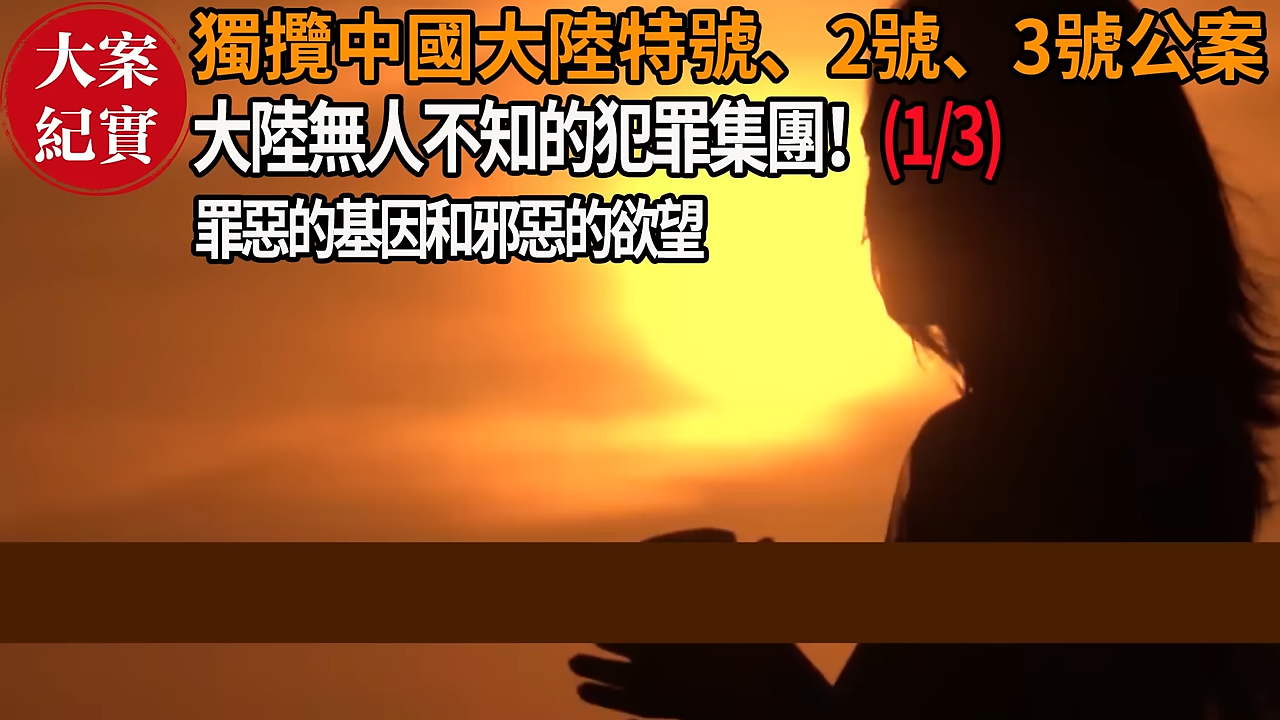 大案
紀實
獨攬中國大陸特號、2號、3號公案
大陸無人不知的犯罪集團！(1/3)
罪惡的基因和邪惡的欲望